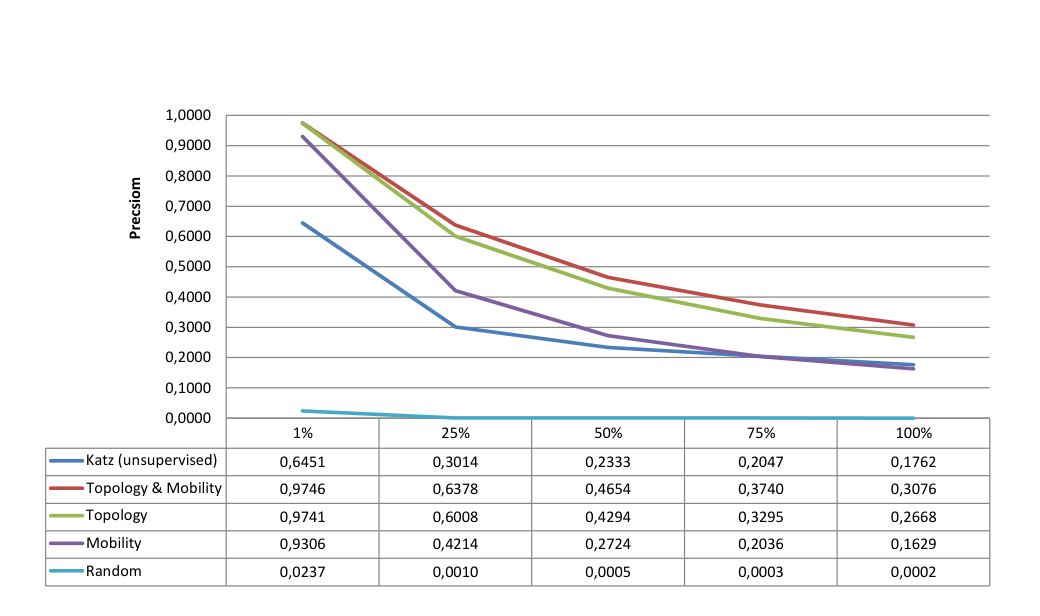 1,0000
0,9000
0,8000
0,7000
0,6000
0,5000
0,4000
0,3000
0,2000
0,1000
0,0000
Precsiom
1% 25% 50% 75% 100%
Katz (unsupervised) 0,6451 0,3014 0,2333 0,2047 0,1762
Topology & Mobility 0,9746 0,6378 0,4654 0,3740 0,3076
Topology 0,9741 0,6008 0,4294 0,3295 0,2668
Mobility 0,9306 0,4214 0,2724 0,2036 0,1629
Random 0,0237 0,0010 0,0005 0,0003 0,0002